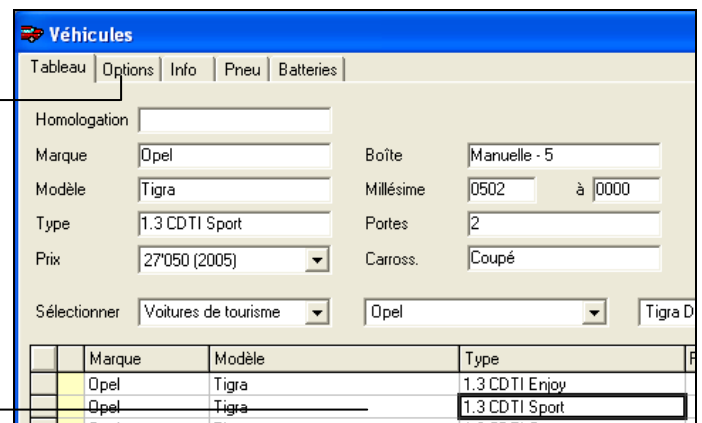 Véhicules
Tableau Options Info Pneu Batteries
Homologation
Marque Opel Boîte Manuelle - 5
Modèle Tigra Millésime 0502 à 0000
Type 1.3 CDTI Sport Portes 2
Prix 27'050 (2005) Carross. Coupé
Sélectionner Voitures de tourisme Opel Tigra D
Marque Modèle Type
Opel Tigra 1.3 CDTI Enjoy
Opel Tigra 1.3 CDTI Sport